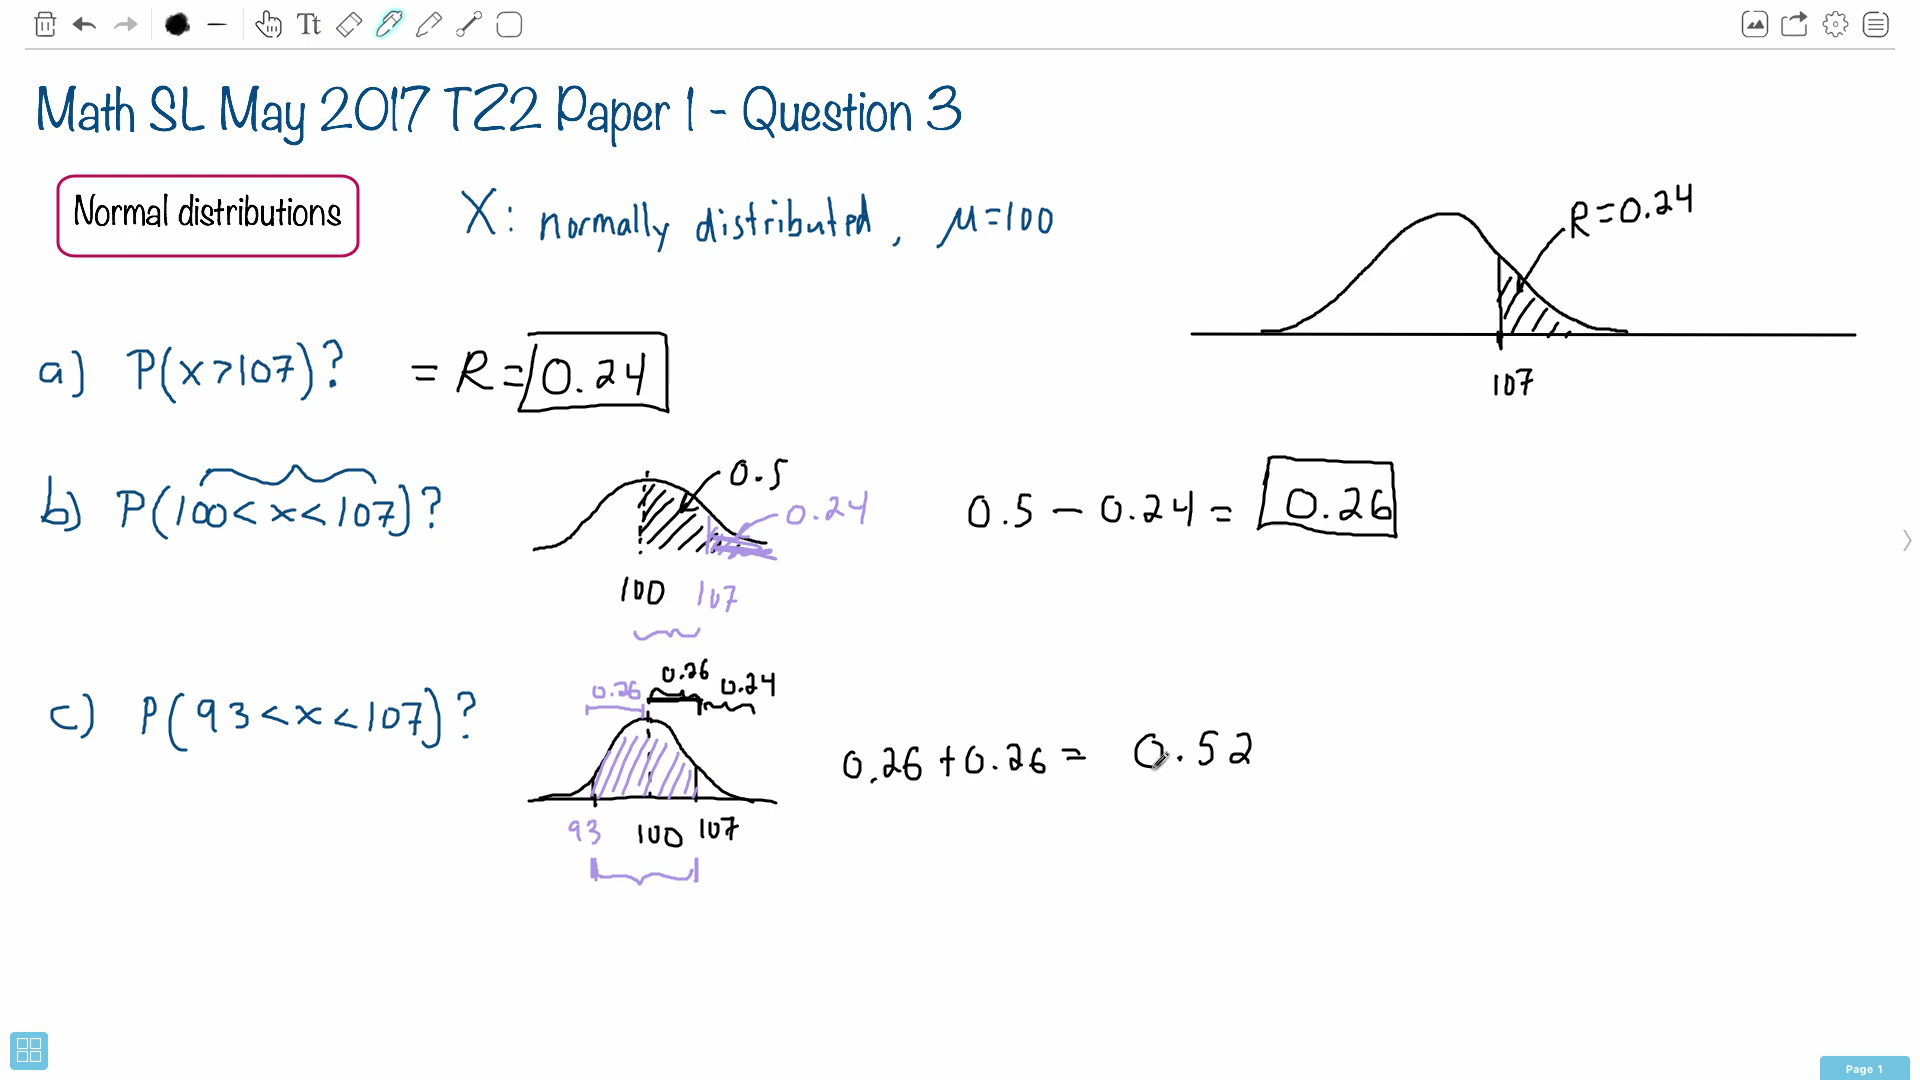 Tt
Math SL May 2017 TZ2 Paper 1 - Question 3
Normal distributions
X: normally distributed, μ=100
R=0.24
107
a) P(x>107)? = R= 0.24
b) P(100<x<107)?
0.5
0.24
100 107
0.5 - 0.24 = 0.26
c) P(93<x<107)?
0.26 0.26 0.24
93 100 107
0.26+0.26= 0.52
Page 1